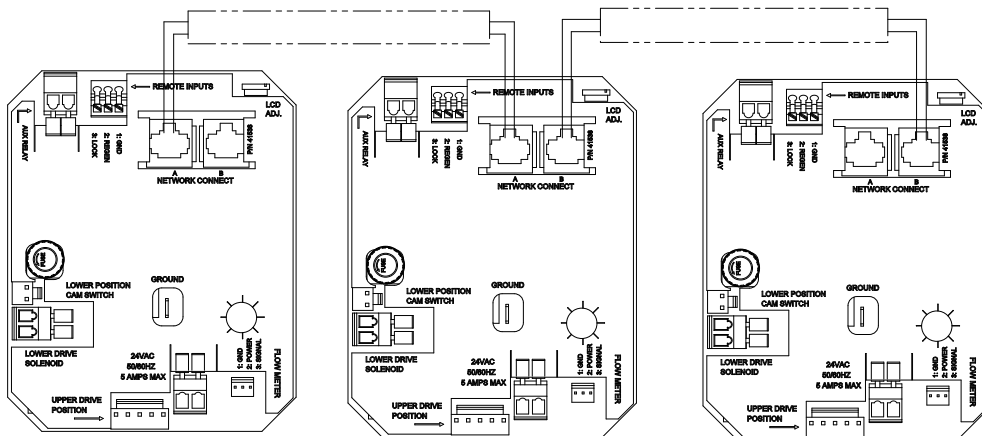 REMOTE INPUTS
LCD
ADJ.
AUX RELAY
3: LOCK
2: REGEN
1: GND
P/N 41538
A B
NETWORK CONNECT
FUSE
LOWER POSITION
CAM SWITCH
GROUND
LOWER DRIVE
SOLENOID
24VAC
50/60HZ
5 AMPS MAX
1: GND
2: POWER
3: SIGNAL
FLOW METER
UPPER DRIVE
POSITION
REMOTE INPUTS
LCD
ADJ.
AUX RELAY
3: LOCK
2: REGEN
1: GND
P/N 41538
A B
NETWORK CONNECT
FUSE
LOWER POSITION
CAM SWITCH
GROUND
LOWER DRIVE
SOLENOID
24VAC
50/60HZ
5 AMPS MAX
1: GND
2: POWER
3: SIGNAL
FLOW METER
UPPER DRIVE
POSITION
REMOTE INPUTS
LCD
ADJ.
AUX RELAY
3: LOCK
2: REGEN
1: GND
P/N 41538
A B
NETWORK CONNECT
FUSE
LOWER POSITION
CAM SWITCH
GROUND
LOWER DRIVE
SOLENOID
24VAC
50/60HZ
5 AMPS MAX
1: GND
2: POWER
3: SIGNAL
FLOW METER
UPPER DRIVE
POSITION